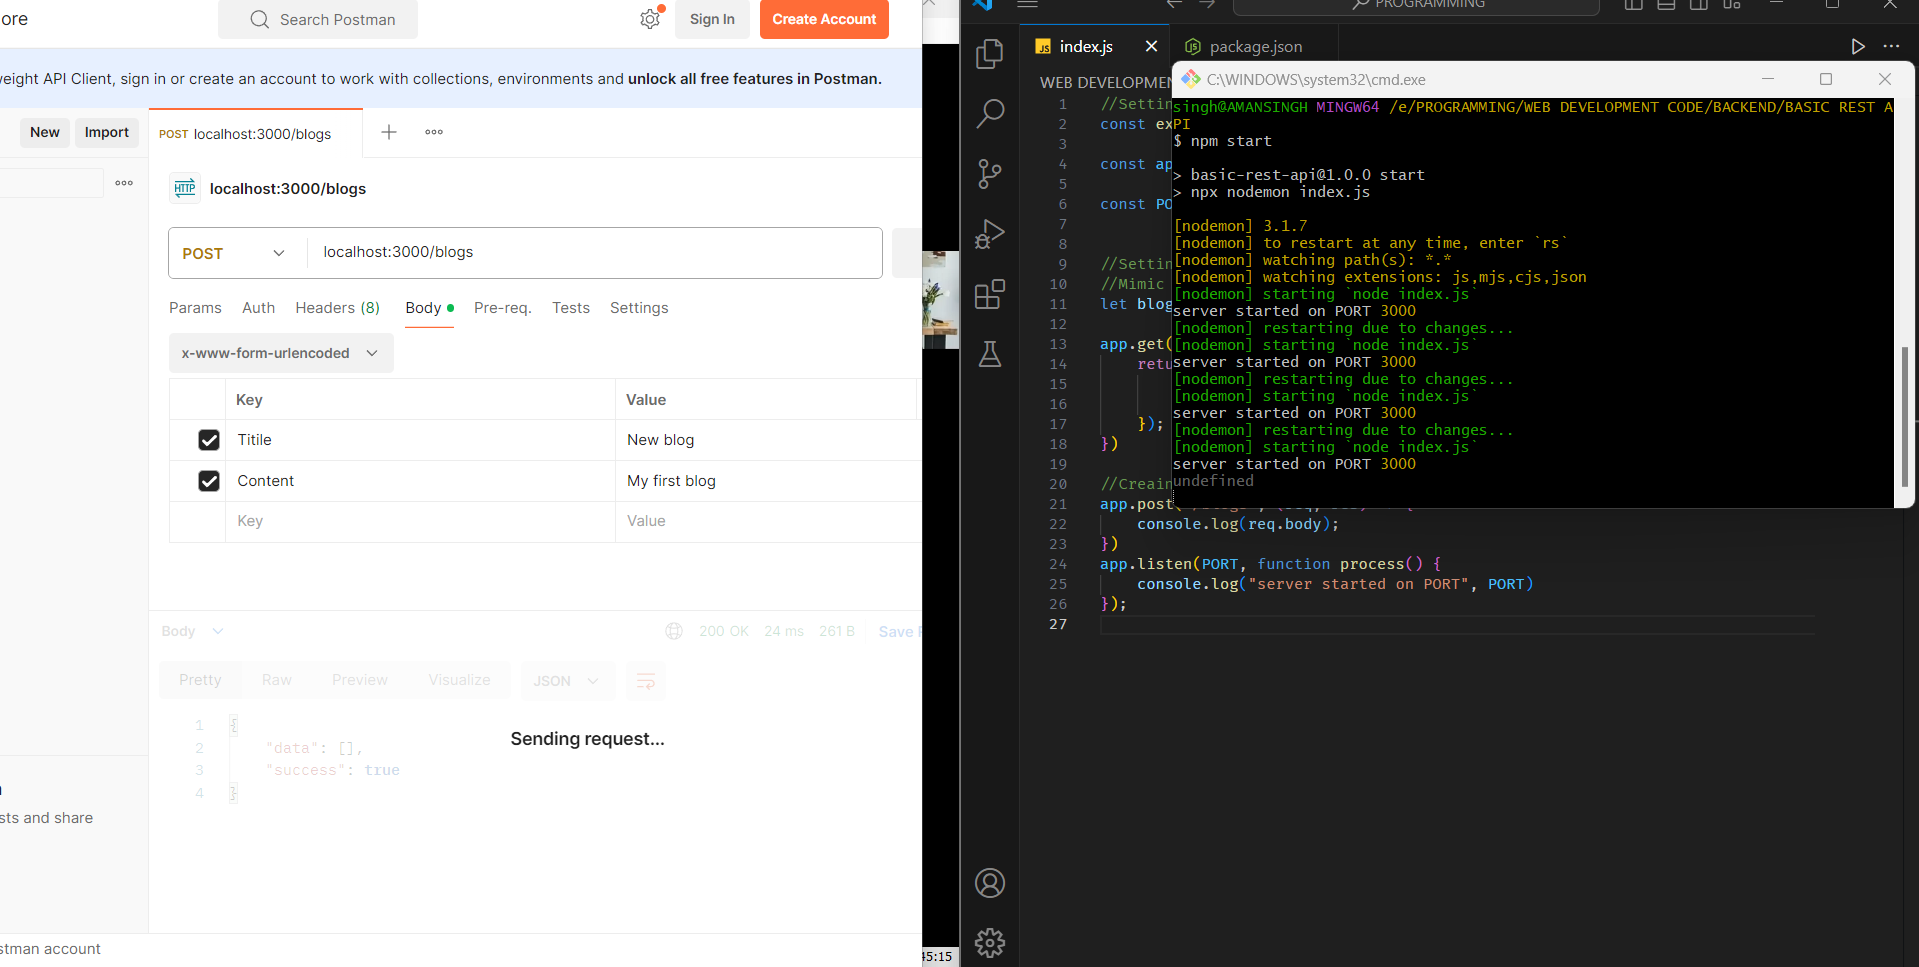 ore
Search Postman
Sign In
Create Account
weight API Client, sign in or create an account to work with collections, environments and unlock all free features in Postman.
New
Import
POST localhost:3000/blogs
HTTP
localhost:3000/blogs
POST
localhost:3000/blogs
Params
Auth
Headers (8)
Body
Pre-req.
Tests
Settings
x-www-form-urlencoded
Key Value
Titile New blog
Content My first blog
Key Value
Body
200 OK 24 ms 261 B Save
Pretty Raw Preview Visualize JSON
1 {
2 "data": [],
3 "success": true
4 }
Sending request...
sts and share
stman account
45:15
PROGRAMMING
JS index.js
package.json
WEB DEVELOPMEN
1 //Settin
2 const ex
3
4 const ap
5
6 const PO
7
8
9 //Settin
10 //Mimic
11 let blog
12
13 app.get(
14 retu
15
16
17 });
18 })
19
20 //Creain
21 app.post
22 console.log(req.body);
23 })
24 app.listen(PORT, function process() {
25 console.log("server started on PORT", PORT)
26 });
27
C:\WINDOWS\system32\cmd.exe
singh@AMANSINGH MINGW64 /e/PROGRAMMING/WEB DEVELOPMENT CODE/BACKEND/BASIC REST A
PI
$ npm start
> basic-rest-api@1.0.0 start
> npx nodemon index.js
[nodemon] 3.1.7
[nodemon] to restart at any time, enter `rs`
[nodemon] watching path(s): *.*
[nodemon] watching extensions: js,mjs,cjs,json
[nodemon] starting `node index.js`
server started on PORT 3000
[nodemon] restarting due to changes...
[nodemon] starting `node index.js`
server started on PORT 3000
[nodemon] restarting due to changes...
[nodemon] starting `node index.js`
server started on PORT 3000
[nodemon] restarting due to changes...
[nodemon] starting `node index.js`
server started on PORT 3000
undefined